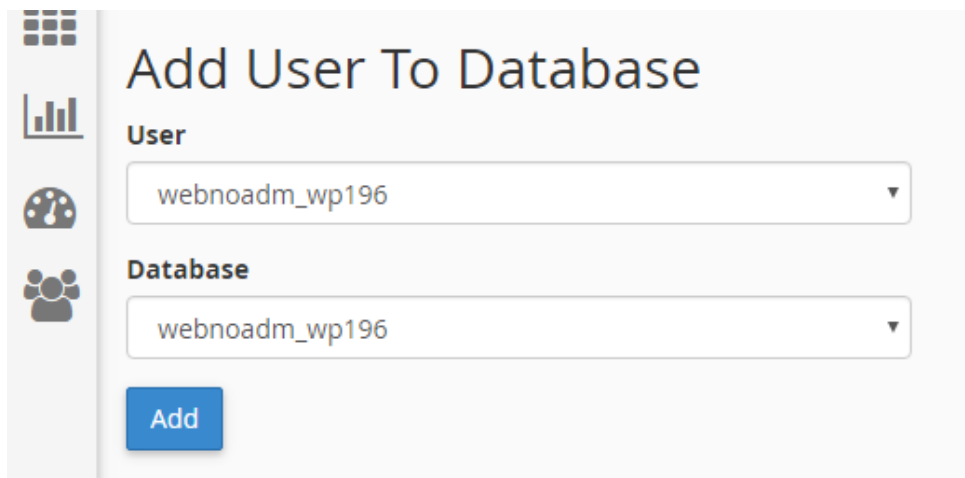 Add User To Database
User
webnoadm_wp196
Database
webnoadm_wp196
Add